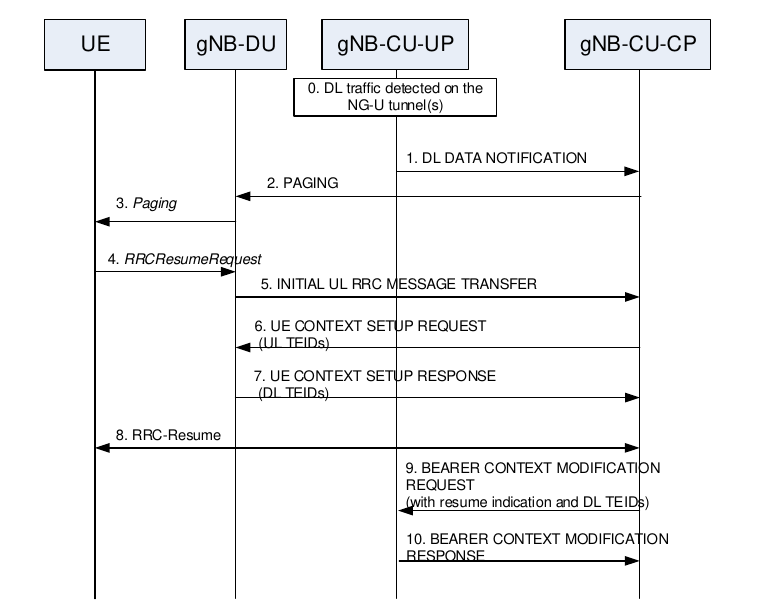 UE
gNB-DU
gNB-CU-UP
gNB-CU-CP
0. DL traffic detected on the
NG-U tunnel(s)
1. DL DATA NOTIFICATION
2. PAGING
3. Paging
4. RRCResumeRequest
5. INITIAL UL RRC MESSAGE TRANSFER
6. UE CONTEXT SETUP REQUEST
(UL TEIDs)
7. UE CONTEXT SETUP RESPONSE
(DL TEIDs)
8. RRC-Resume
9. BEARER CONTEXT MODIFICATION
REQUEST
(with resume indication and DL TEIDs)
10. BEARER CONTEXT MODIFICATION
RESPONSE